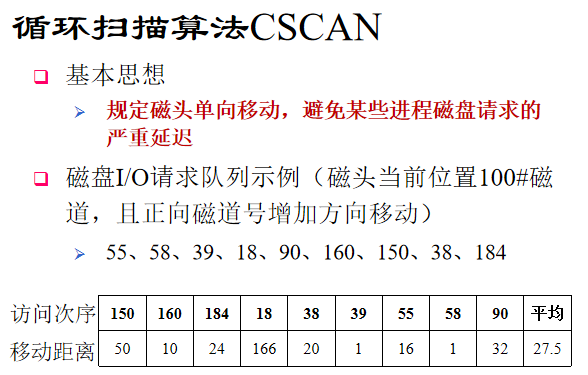 循环扫描算法CSCAN
基本思想
规定磁头单向移动，避免某些进程磁盘请求的
严重延迟
磁盘I/O请求队列示例（磁头当前位置100#磁
道，且正向磁道号增加方向移动）
55、58、39、18、90、160、150、38、184
访问次序 150 160 184 18 38 39 55 58 90 平均
移动距离 50 10 24 166 20 1 16 1 32 27.5